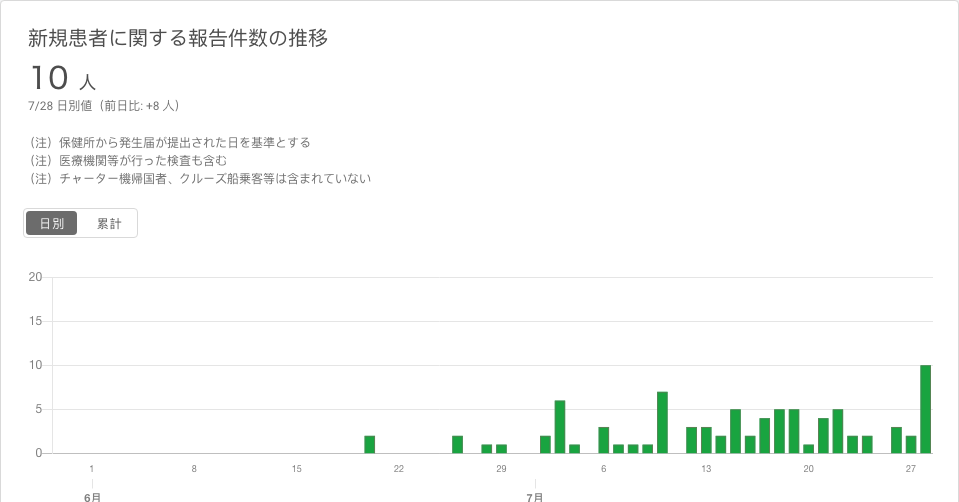 新規患者に関する報告件数の推移
10 人
7/28 日別値（前日比: +8 人）
（注）保健所から発生届が提出された日を基準とする
（注）医療機関等が行った検査も含む
（注）チャーター機帰国者、クルーズ船乗客等は含まれていない
日別 累計
20
15
10
5
0
1 8 15 22 29 6 13 20 27
6月 7月